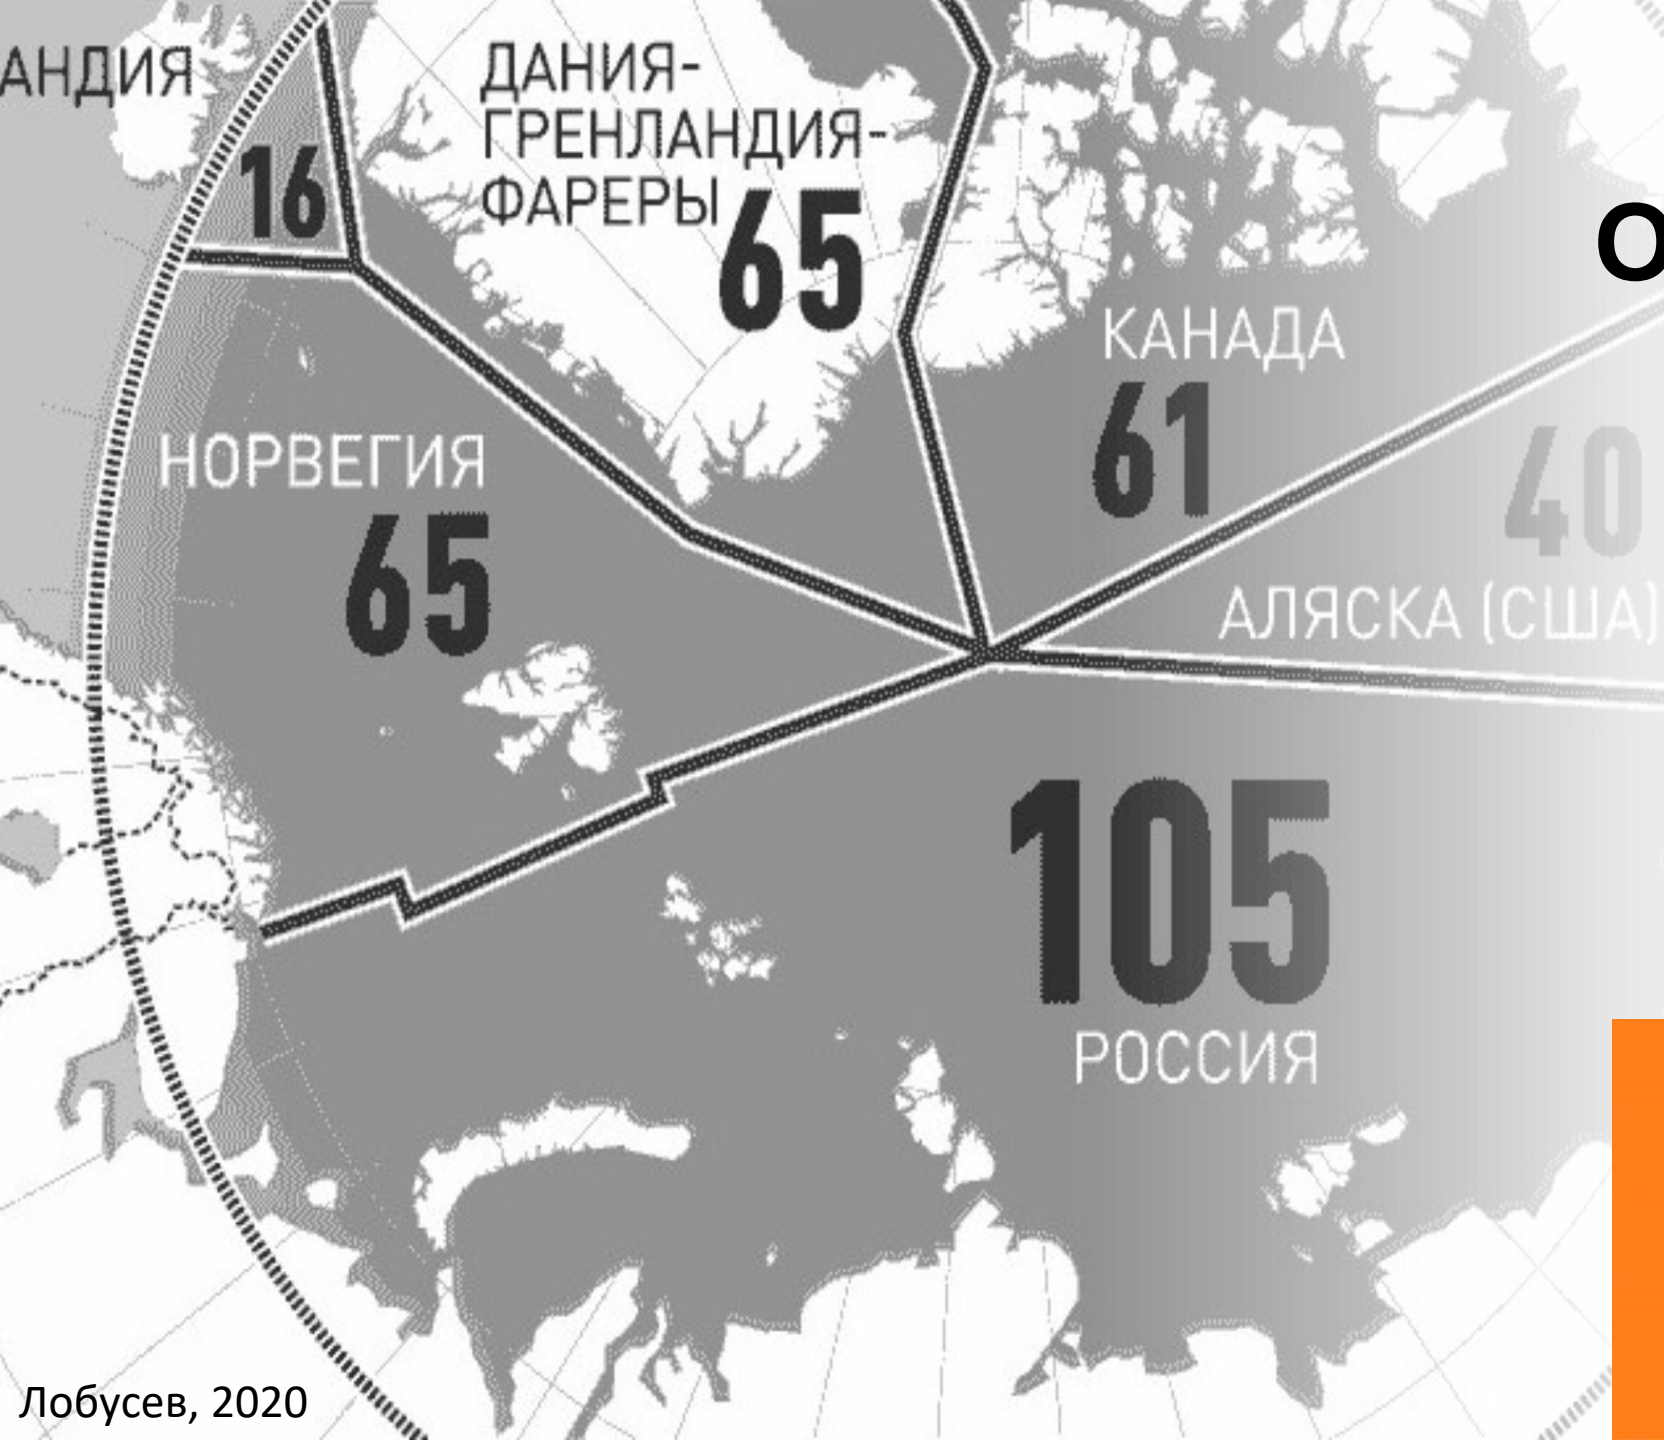 АНДИЯ
16
ДАНИЯ-
ГРЕНЛАНДИЯ-
ФАРЕРЫ
65
О
КАНАДА
61
НОРВЕГИЯ
65
40
АЛЯСКА (США)
105
РОССИЯ
Лобусев, 2020